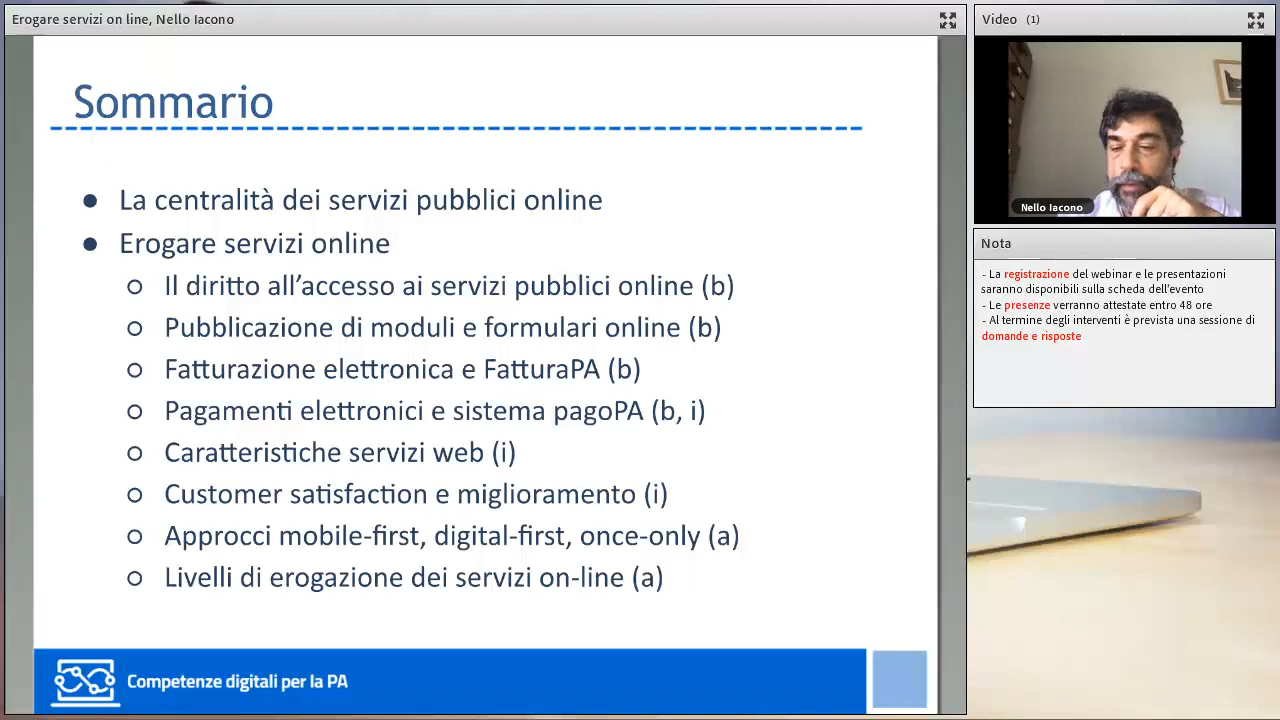 Erogare servizi on line, Nello Iacono
Sommario
● La centralità dei servizi pubblici online
● Erogare servizi online
○ Il diritto all'accesso ai servizi pubblici online (b)
○ Pubblicazione di moduli e formulari online (b)
○ Fatturazione elettronica e FatturaPA (b)
○ Pagamenti elettronici e sistema pagoPA (b, i)
○ Caratteristiche servizi web (i)
○ Customer satisfaction e miglioramento (i)
○ Approcci mobile-first, digital-first, once-only (a)
○ Livelli di erogazione dei servizi on-line (a)
Competenze digitali per la PA
Video (1)
Nello Iacono
Nota
- La registrazione del webinar e le presentazioni
saranno disponibili sulla scheda dell'evento
- Le presenze verranno attestate entro 48 ore
- Al termine degli interventi è prevista una sessione di
domande e risposte